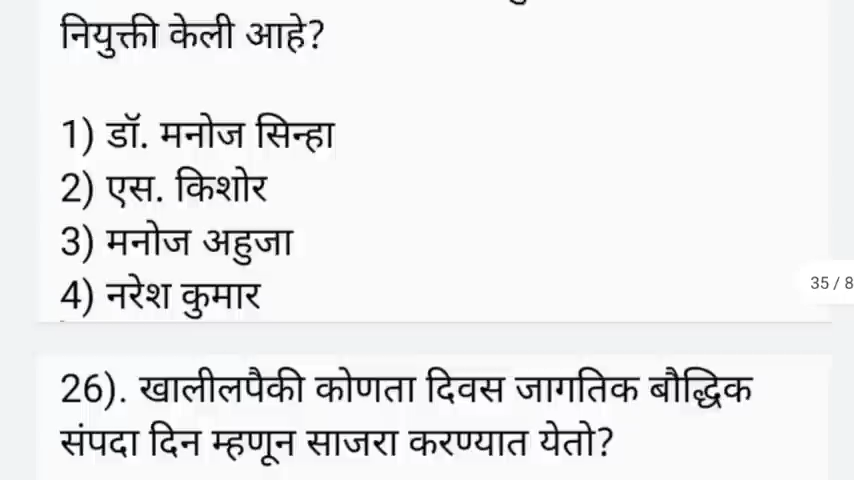 नियुक्ती केली आहे?
1) डॉ. मनोज सिन्हा
2) एस. किशोर
3) मनोज अहुजा
4) नरेश कुमार
35 / 8
26). खालीलपैकी कोणता दिवस जागतिक बौद्धिक
संपदा दिन म्हणून साजरा करण्यात येतो?